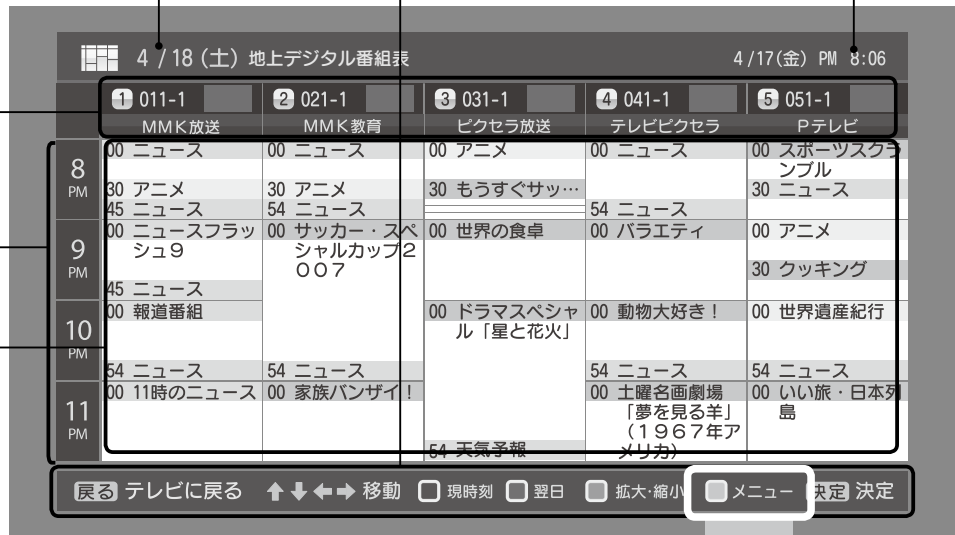 4/18(土) 地上デジタル番組表
4/17(金) PM 8:06
1 011-1
2 021-1
3 031-1
4 041-1
5 051-1
MMK放送
MMK教育
ピクセラ放送
テレビピクセラ
Pテレビ
8
PM
00 ニュース
30 アニメ
45 ニュース
00 ニュース
30 アニメ
54 ニュース
00 アニメ
30 もうすぐサッ…
00 ニュース
54 ニュース
00 スポーツスクラ
ンブル
30 ニュース
9
PM
00 ニュースフラッ
シュ9
45 ニュース
00 サッカー・スペ
シャルカップ2
007
00 世界の食卓
00 バラエティ
00 アニメ
30 クッキング
10
PM
00 報道番組
54 ニュース
54 ニュース
00 ドラマスペシャ
ル「星と花火」
00 動物大好き!
54 ニュース
00 世界遺産紀行
54 ニュース
11
PM
00 11時のニュース
00 家族バンザイ!
54 天気予報
00 土曜名画劇場
「夢を見る羊」
(1967年ア
メリカ)
00 いい旅・日本列
島
戻る テレビに戻る ↑↓←→ 移動 現時刻 翌日 拡大・縮小 メニュー 決定 決定